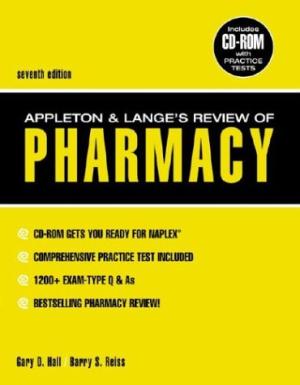 Includes
CD-ROM
with
PRACTICE
TESTS
seventh edition
APPLETON & LANGE'S REVIEW OF
PHARMACY
CD-ROM GETS YOU READY FOR NAPLEX®
COMPREHENSIVE PRACTICE TEST INCLUDED
1200+ EXAM-TYPE Q & As
BESTSELLING PHARMACY REVIEW!
Gary D. Hall / Barry S. Reiss